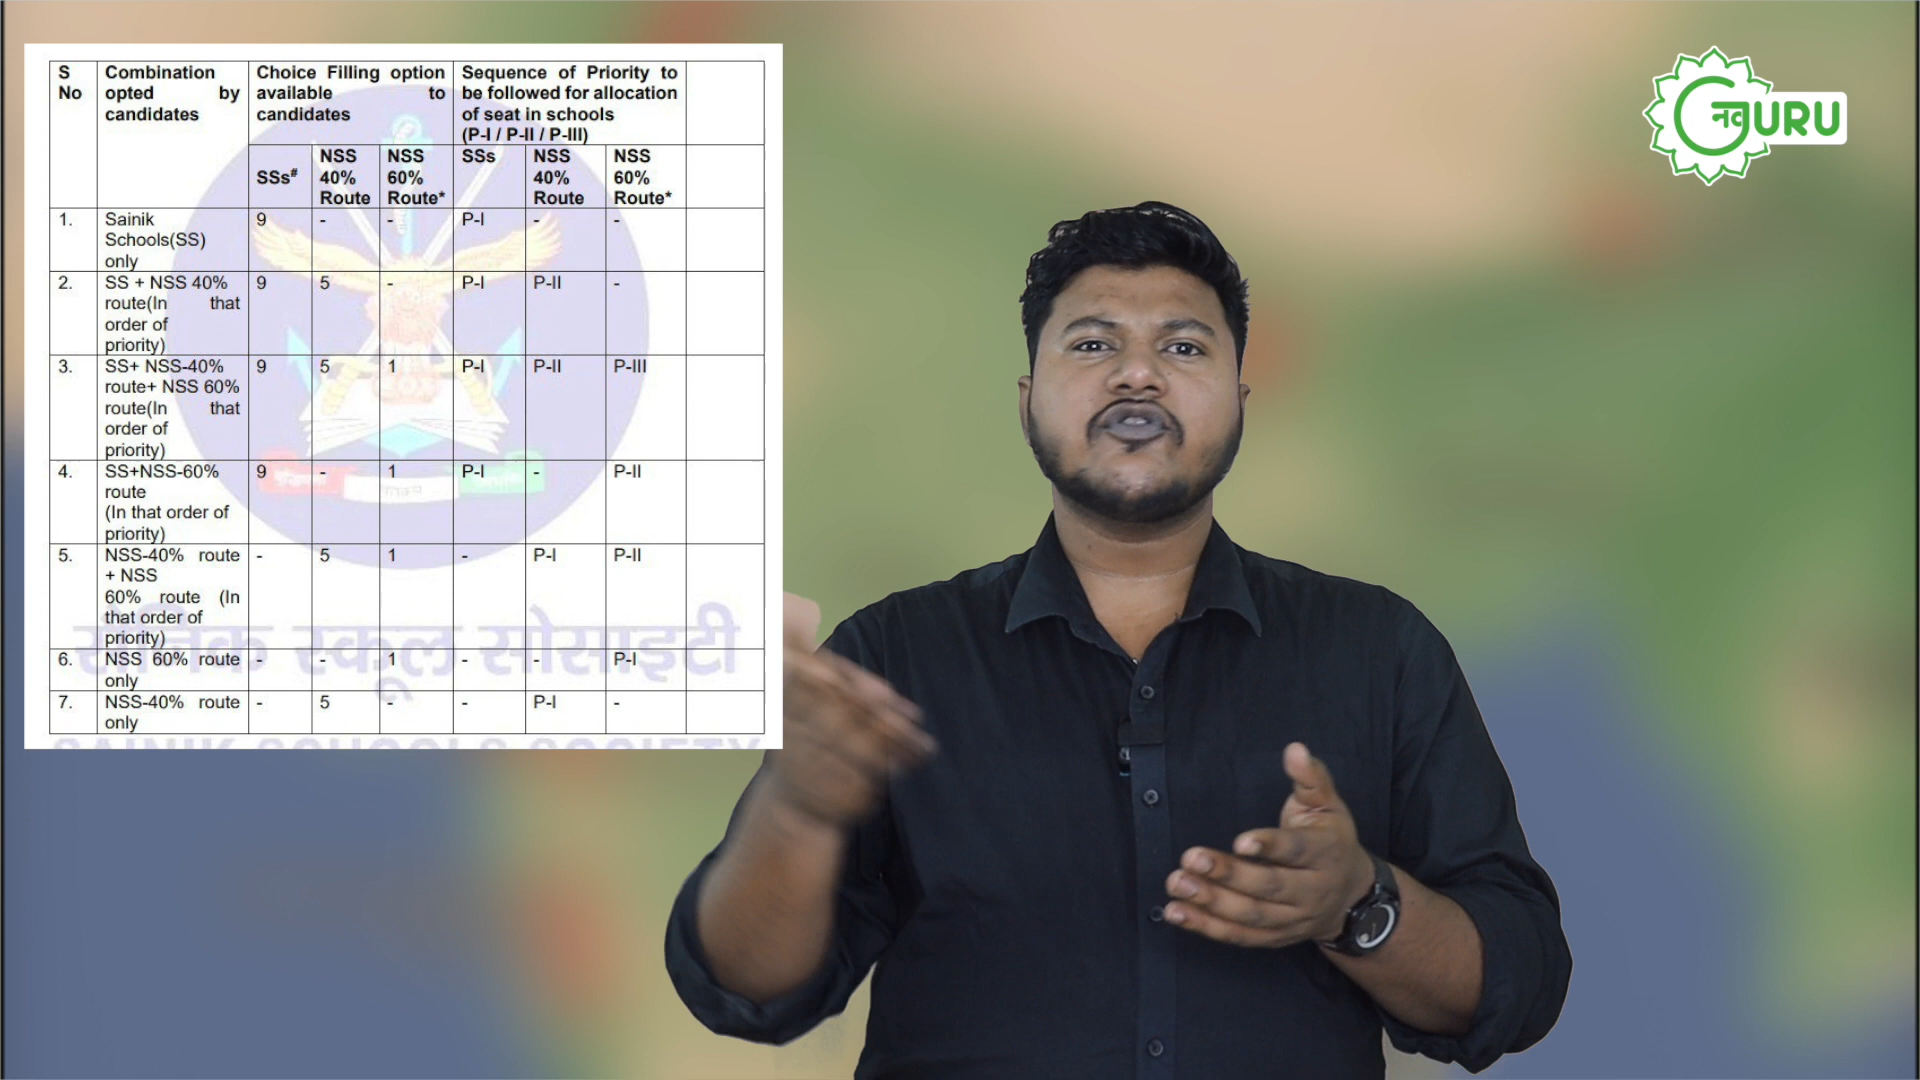 S No | Combination opted by candidates | Choice Filling option available to candidates | Sequence of Priority to be followed for allocation of seat in schools (P-I / P-II / P-III)
SSs# | NSS 40% Route | NSS 60% Route* | SSs | NSS 40% Route | NSS 60% Route*
1. | Sainik Schools(SS) only | 9 | - | - | P-I | - | -
2. | SS + NSS 40% route(In that order of priority) | 9 | 5 | - | P-I | P-II | -
3. | SS+ NSS-40% route+ NSS 60% route(In that order of priority) | 9 | 5 | 1 | P-I | P-II | P-III
4. | SS+NSS-60% route (In that order of priority) | 9 | - | 1 | P-I | - | P-II
5. | NSS-40% route + NSS 60% route (In that order of priority) | - | 5 | 1 | - | P-I | P-II
6. | NSS 60% route only | - | - | 1 | - | - | P-I
7. | NSS-40% route only | - | 5 | - | - | P-I | -
सैनिक स्कूल सोसाइटी
SAINIK SCHOOLS SOCIETY
नवGURU